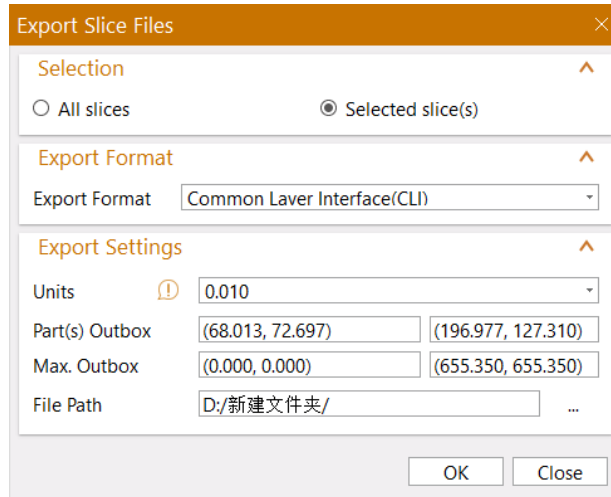 Export Slice Files
Selection
All slices Selected slice(s)
Export Format
Export Format Common Layer Interface(CLI)
Export Settings
Units 0.010
Part(s) Outbox (68.013, 72.697) (196.977, 127.310)
Max. Outbox (0.000, 0.000) (655.350, 655.350)
File Path D:/新建文件夹/ ...
OK Close